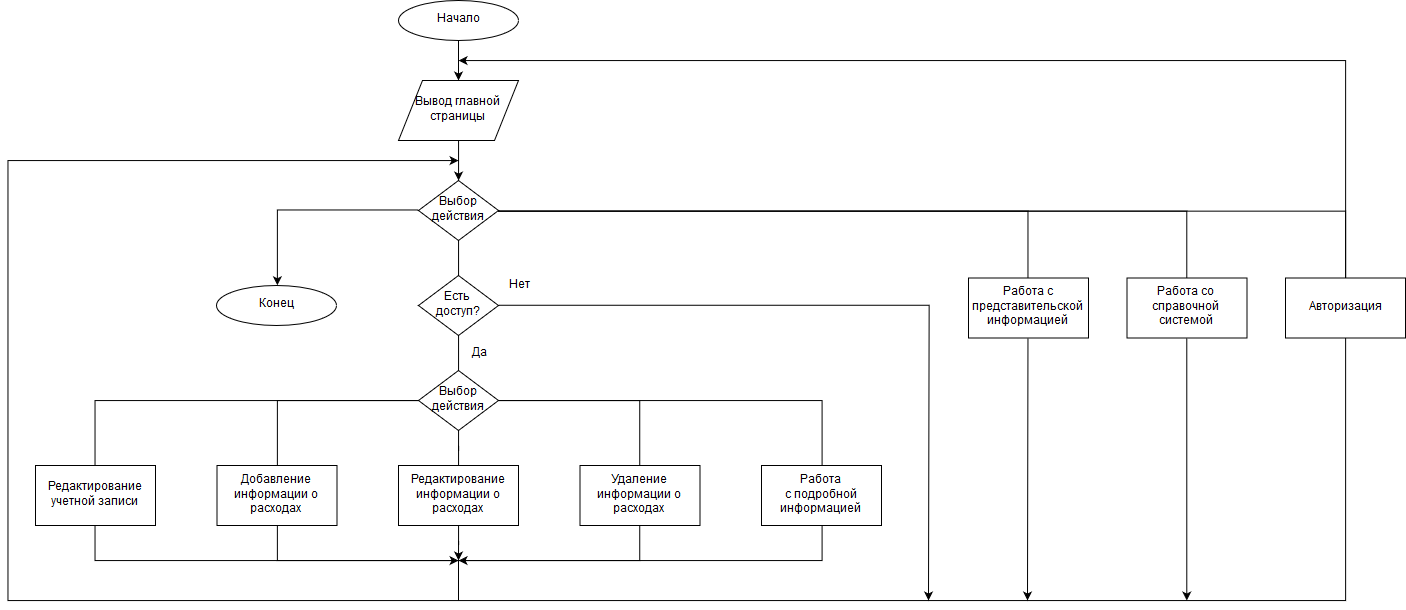 Начало
Вывод главной
страницы
Выбор
действия
Конец
Есть
доступ?
Нет
Да
Работа с
представительской
информацией
Работа со
справочной
системой
Авторизация
Выбор
действия
Редактирование
учетной записи
Добавление
информации о
расходах
Редактирование
информации о
расходах
Удаление
информации о
расходах
Работа
с подробной
информацией